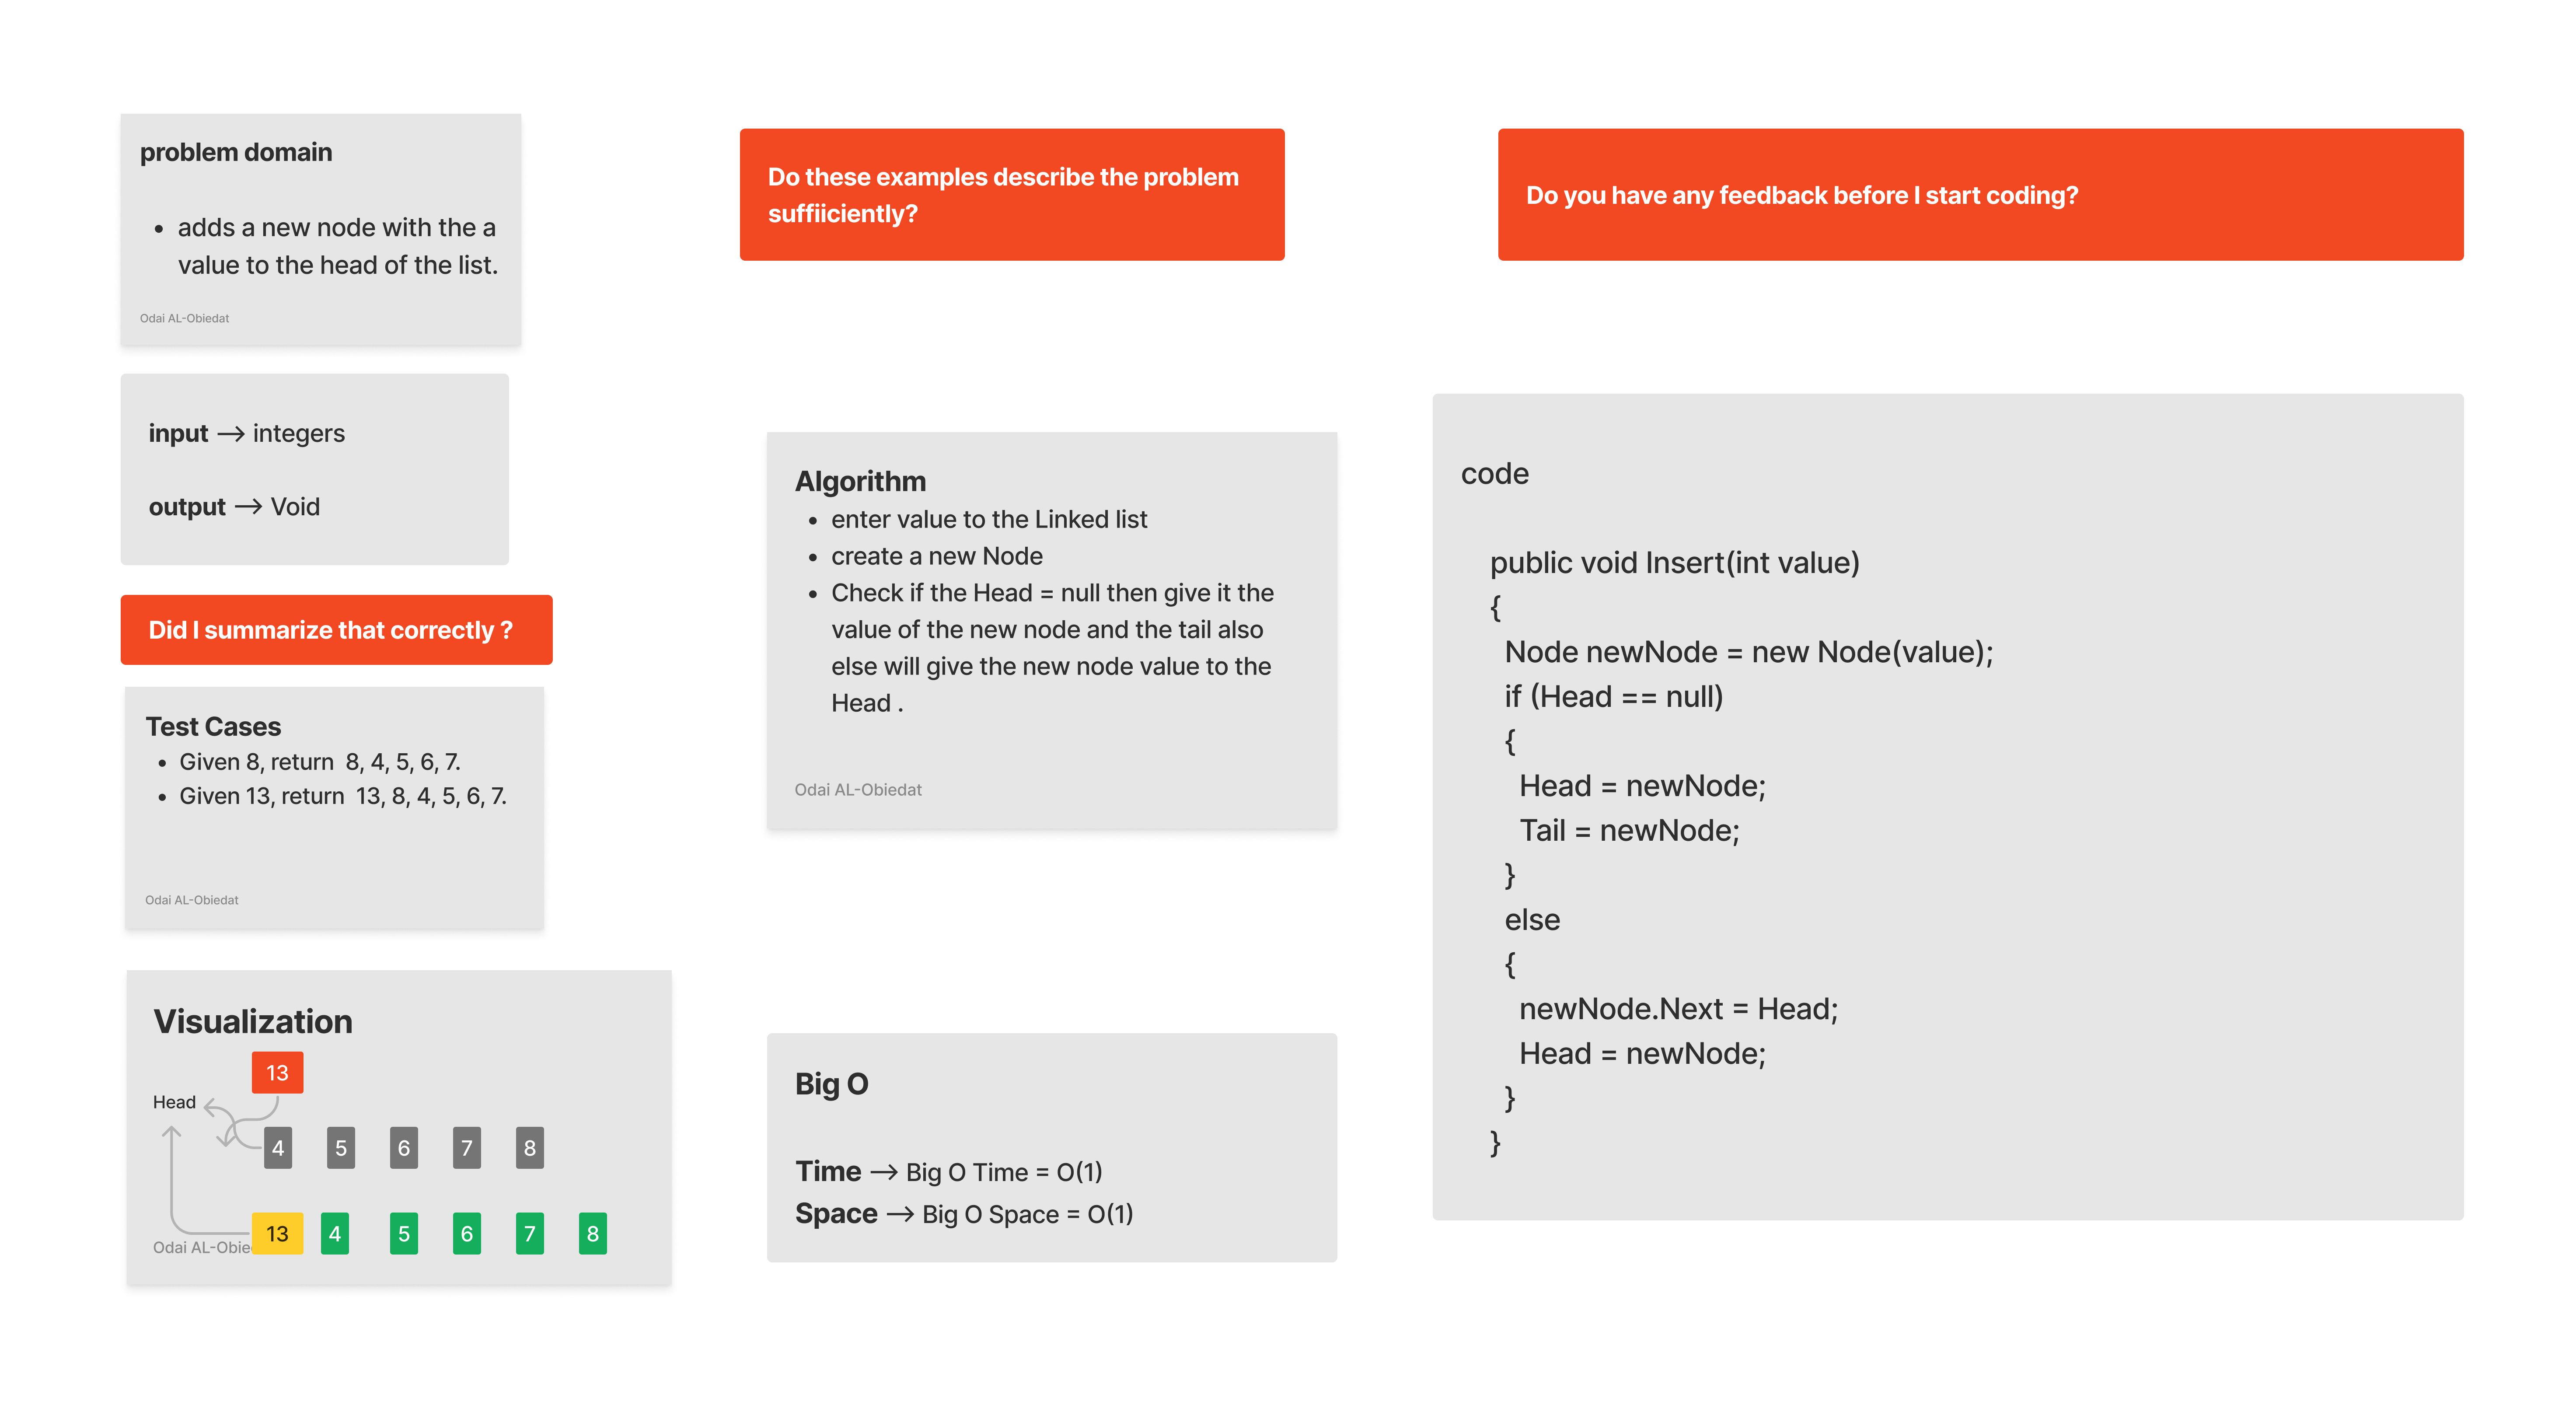 problem domain
• adds a new node with the a
value to the head of the list.
Odai AL-Obiedat
input → integers
output → Void
Did I summarize that correctly ?
Test Cases
• Given 8, return 8, 4, 5, 6, 7.
• Given 13, return 13, 8, 4, 5, 6, 7.
Odai AL-Obiedat
Visualization
13
Head
4 5 6 7 8
13 4 5 6 7 8
Odai AL-Obie
Do these examples describe the problem
suffiiciently?
Algorithm
• enter value to the Linked list
• create a new Node
• Check if the Head = null then give it the
value of the new node and the tail also
else will give the new node value to the
Head .
Odai AL-Obiedat
Big O
Time → Big O Time = O(1)
Space → Big O Space = O(1)
Do you have any feedback before I start coding?
code
public void Insert(int value)
{
Node newNode = new Node(value);
if (Head == null)
{
Head = newNode;
Tail = newNode;
}
else
{
newNode.Next = Head;
Head = newNode;
}
}